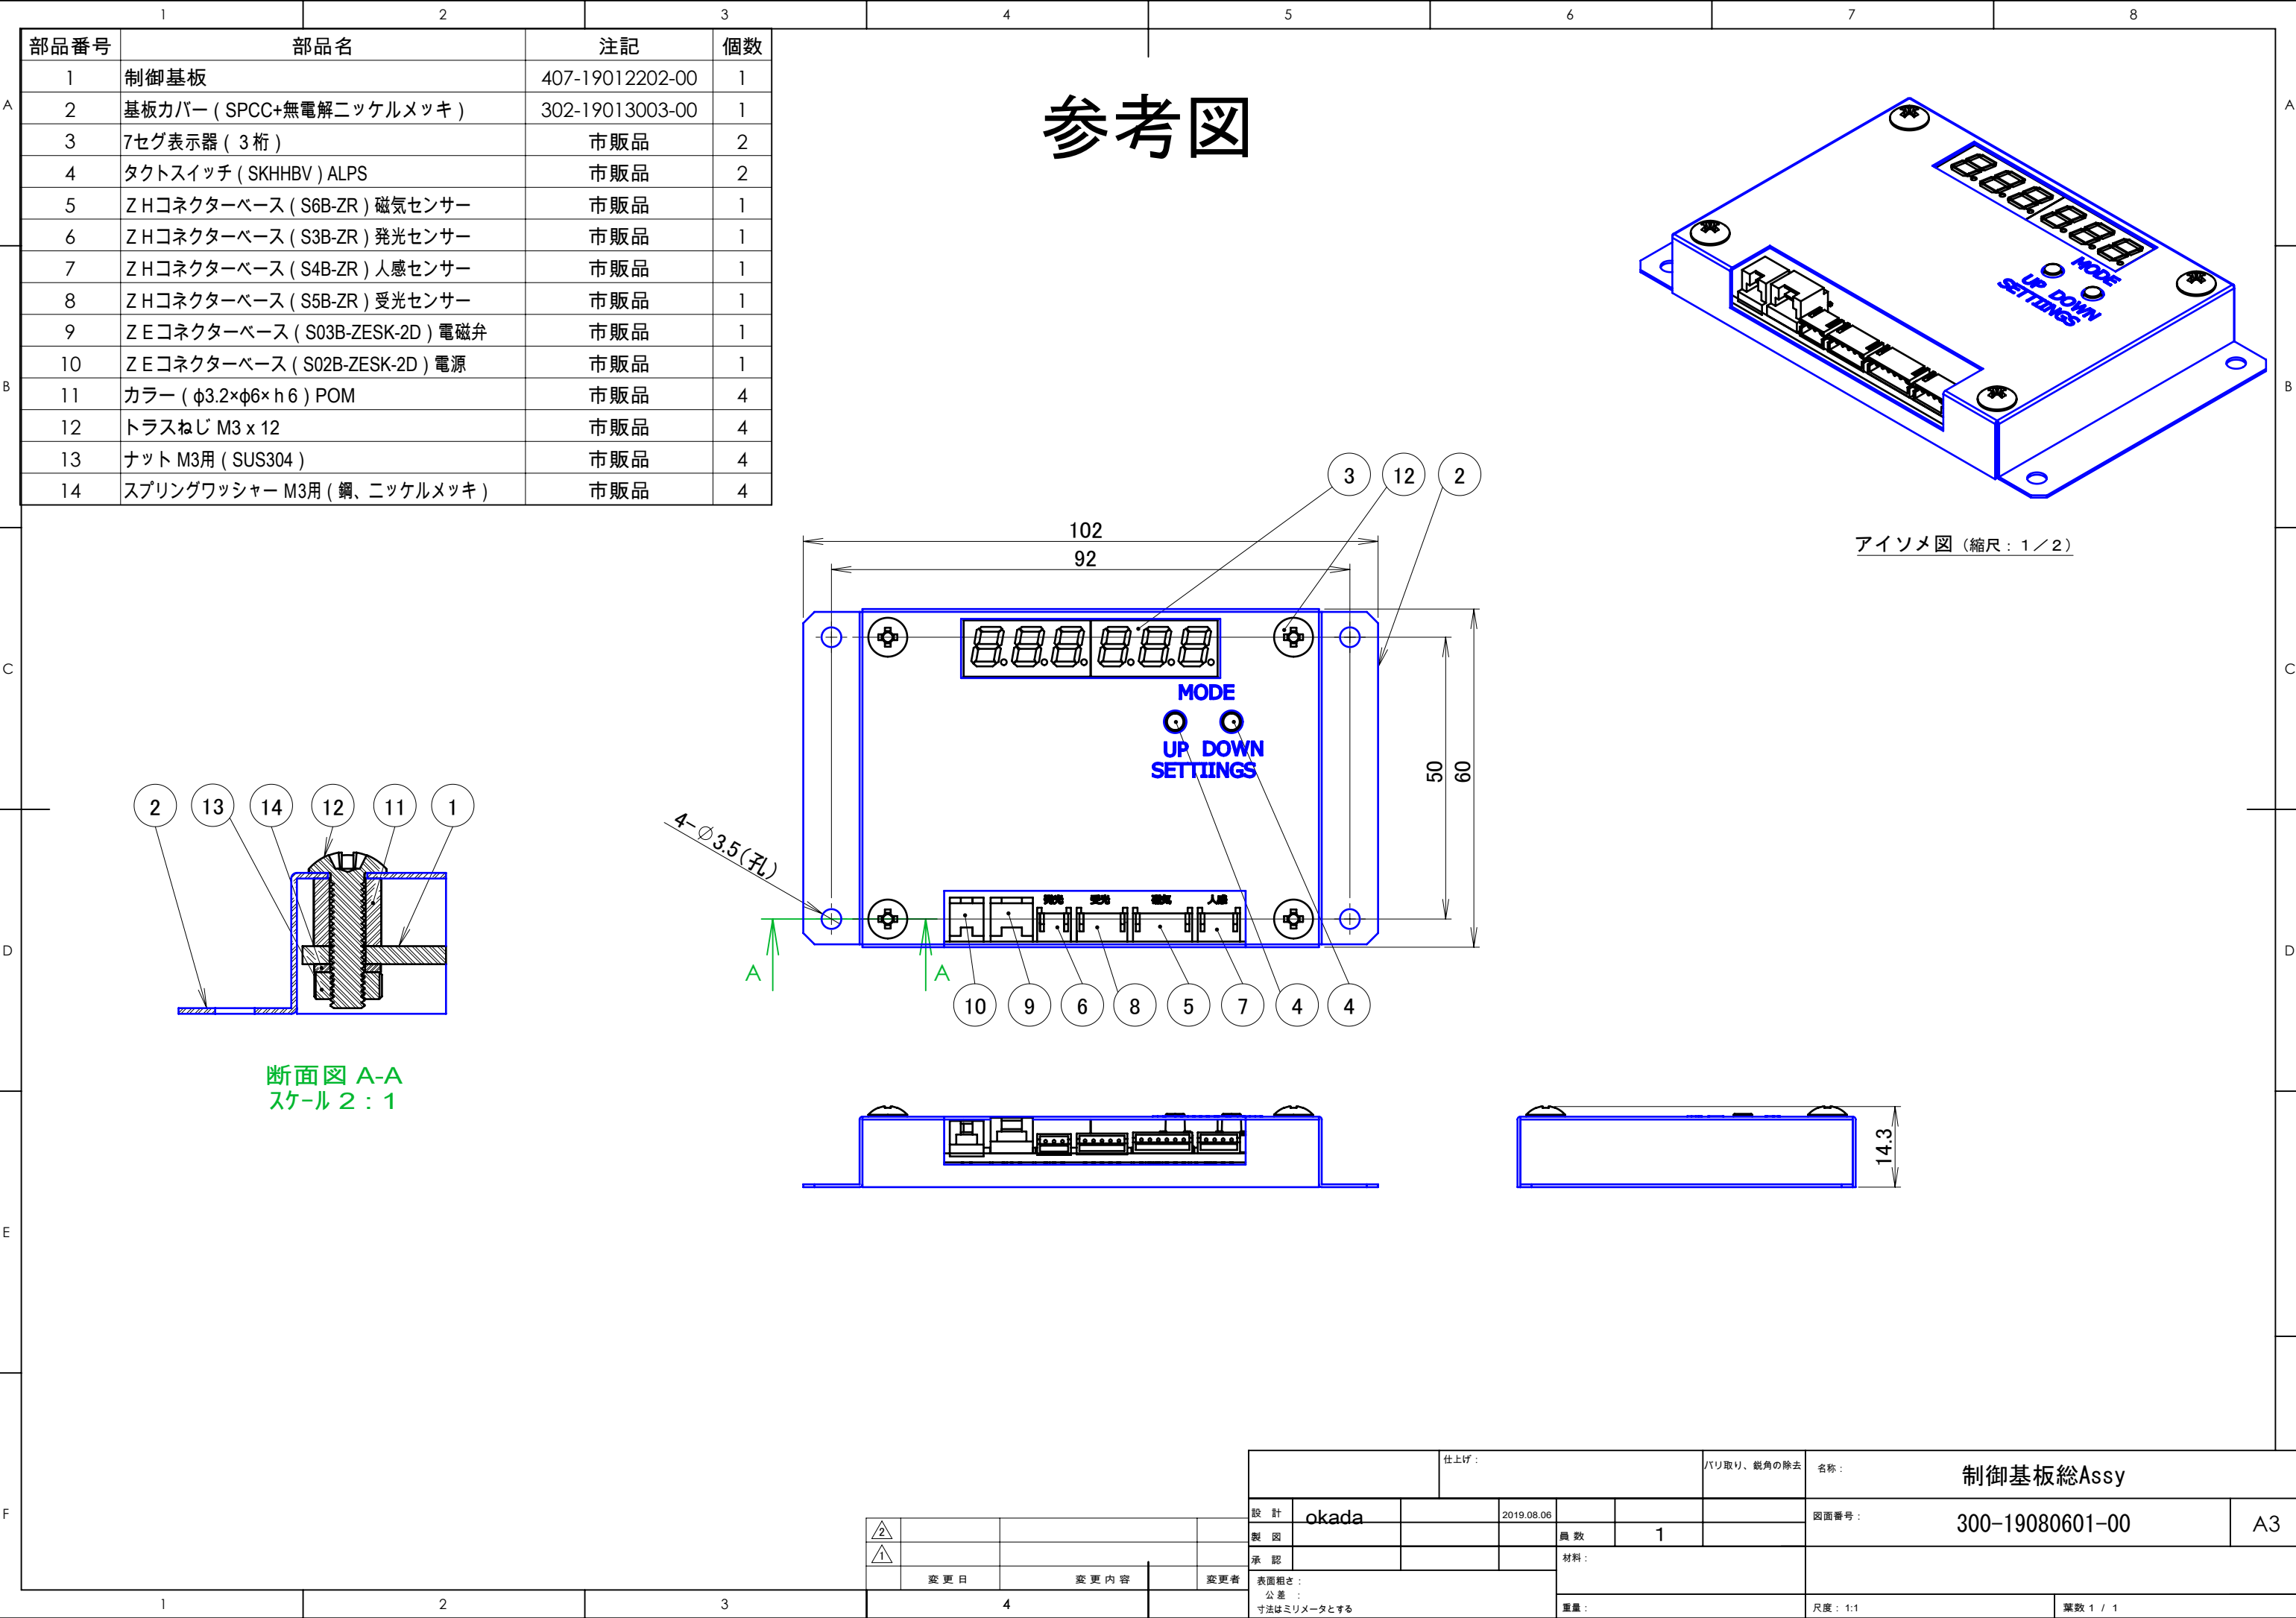 1 2 3 4 5 6 7 8
部品番号 部品名 注記 個数
1 制御基板 407-19012202-00 1
2 基板カバー ( SPCC+無電解ニッケルメッキ ) 302-19013003-00 1
3 7セグ表示器 ( 3 桁 ) 市販品 2
4 タクトスイッチ ( SKHHBV ) ALPS 市販品 2
5 Z Hコネクターベース ( S6B-ZR ) 磁気センサー 市販品 1
6 Z Hコネクターベース ( S3B-ZR ) 発光センサー 市販品 1
7 Z Hコネクターベース ( S4B-ZR ) 人感センサー 市販品 1
8 Z Hコネクターベース ( S5B-ZR ) 受光センサー 市販品 1
9 Z Eコネクターベース ( S03B-ZESK-2D ) 電磁弁 市販品 1
10 Z Eコネクターベース ( S02B-ZESK-2D ) 電源 市販品 1
11 カラー ( φ3.2×φ6× h 6 ) POM 市販品 4
12 トラスねじ M3 x 12 市販品 4
13 ナット M3用 ( SUS304 ) 市販品 4
14 スプリングワッシャー M3用 ( 鋼、ニッケルメッキ ) 市販品 4
参考図
MODE
UP DOWN
SETTIINGS
アイソメ図 (縮尺 : 1/2)
3 12 2
102
92
MODE
UP DOWN
SETTIINGS
50
60
4-∅3.5(孔)
発光 受光 磁気 人感
A A
10 9 6 8 5 7 4 4
2 13 14 12 11 1
断面図 A-A
スケール 2 : 1
14.3
A A
B B
C C
D D
E
F
仕上げ :
バリ取り、鋭角の除去
名称 :
制御基板総Assy
設 計 okada 2019.08.06
製 図
員 数 1
図面番号 :
300-19080601-00 A3
承 認
材料 :
2
1
変 更 日 変 更 内 容 変更者
表面粗さ :
公 差 :
寸法はミリメータとする
重量 :
尺度 : 1:1
葉数 1 / 1
1 2 3 4